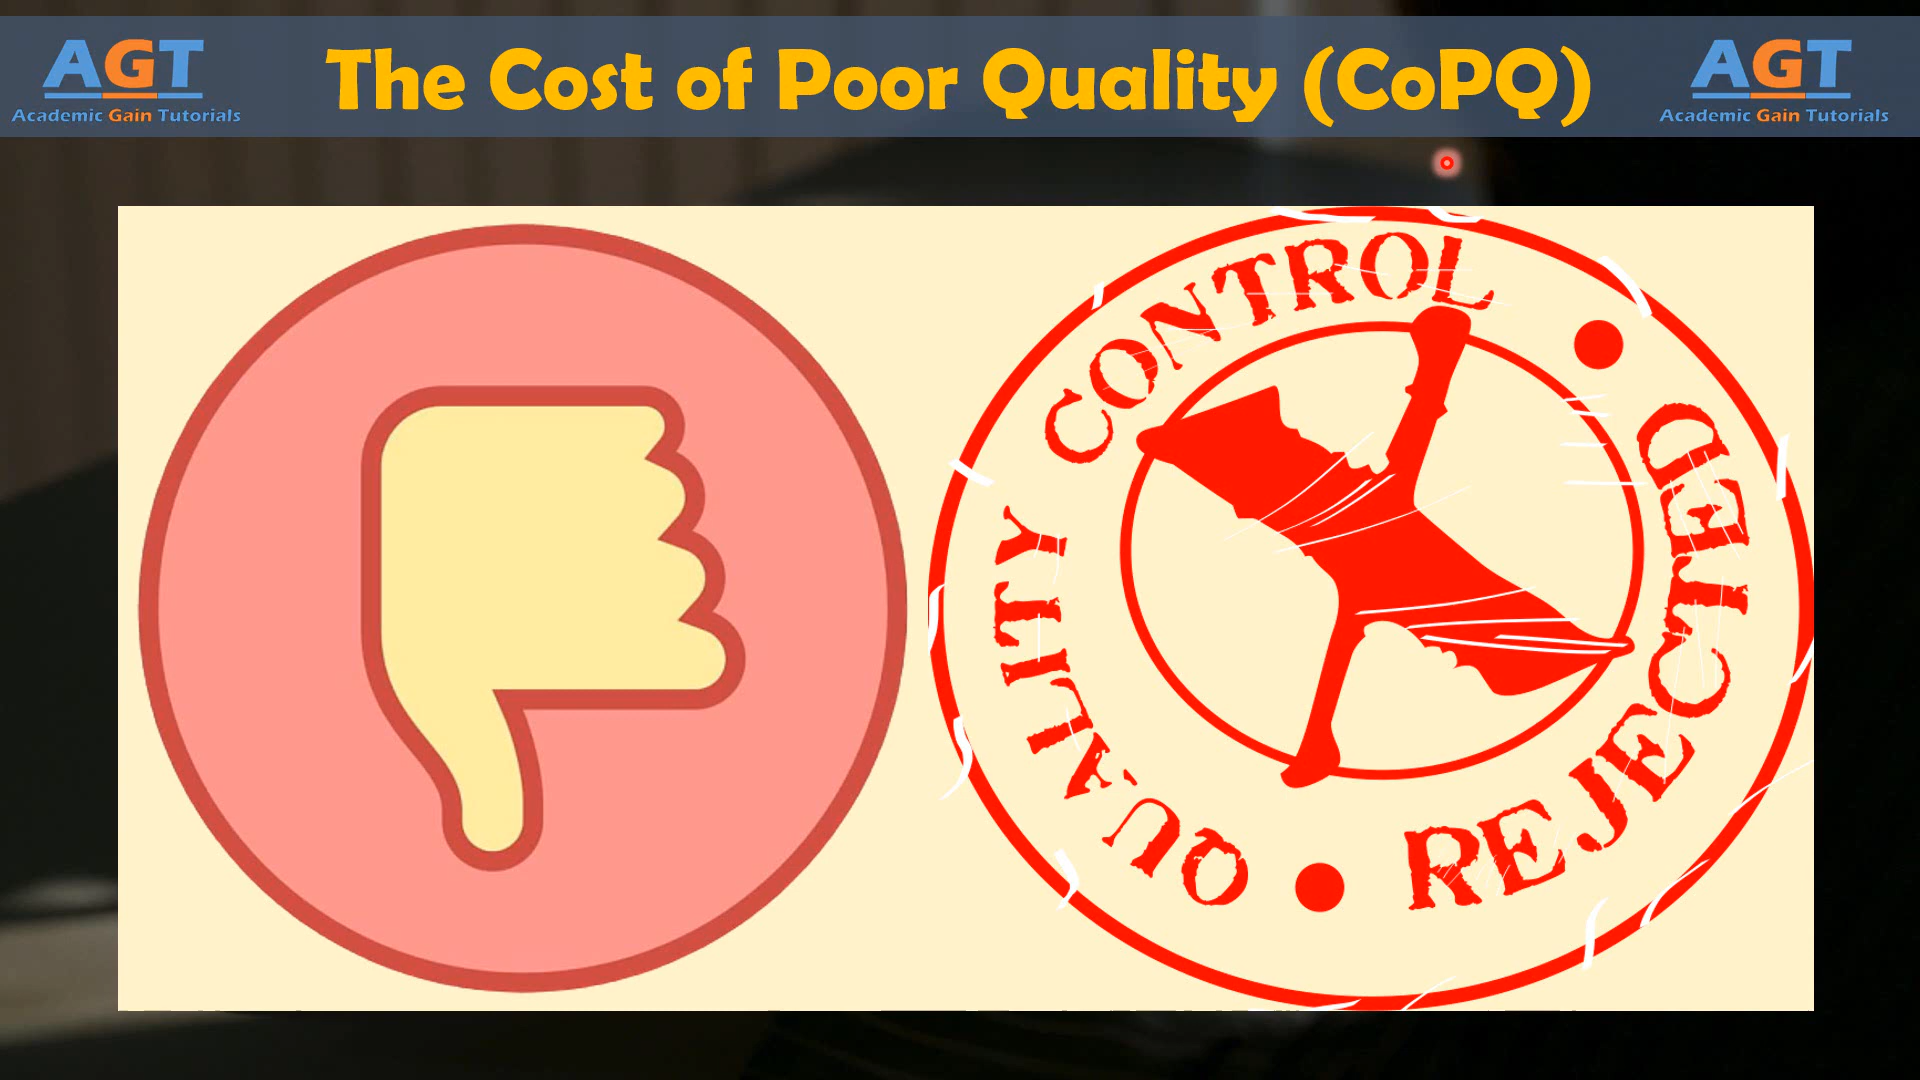 AGT
Academic Gain Tutorials
The Cost of Poor Quality (CoPQ)
AGT
Academic Gain Tutorials
QUALITY CONTROL
REJECTED